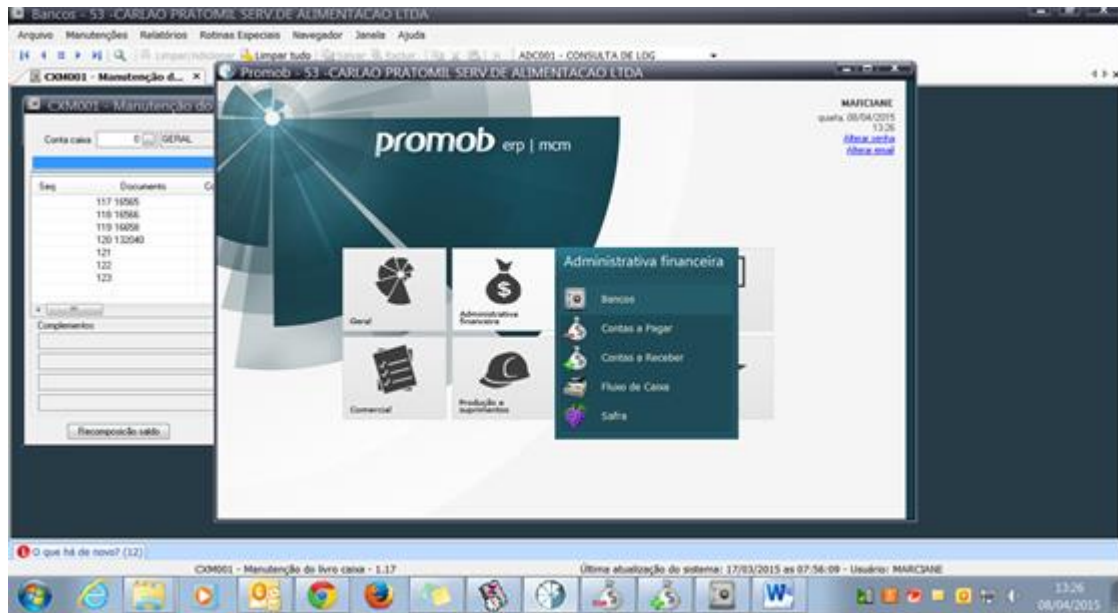 Bancos - 53 -CARLAO PRATOMIL SERV.DE ALIMENTACAO LTDA
Arquivo Manutenções Relatórios Rotinas Especiais Navegador Janela Ajuda
Limpar tudo
ADC001 - CONSULTA DE LOG
CXM001 - Manutenção d...
Promob - 53 -CARLAO PRATOMIL SERV DE ALIMENTACAO LTDA
CXM001 - Manutenção do
MARCIANE
quarta, 08/04/2015
13:26
Alterar senha
Alterar email
promob erp | mcm
Conta caixa 0 GERAL
Seq Documento
117 16565
118 16566
119 16658
120 132040
121
122
123
Complementos
Recomposicão saldo
Geral
Administrativa financeira
Comercial
Produção e suprimentos
Administrativa financeira
Bancos
Contas a Pagar
Contas a Receber
Fluxo de Caixa
Safra
O que há de novo? (12)
CXM001 - Manutenção do livro caixa - 1.17
Última atualização do sistema: 17/03/2015 as 07:56:09 - Usuário: MARCIANE
13:26
08/04/2015